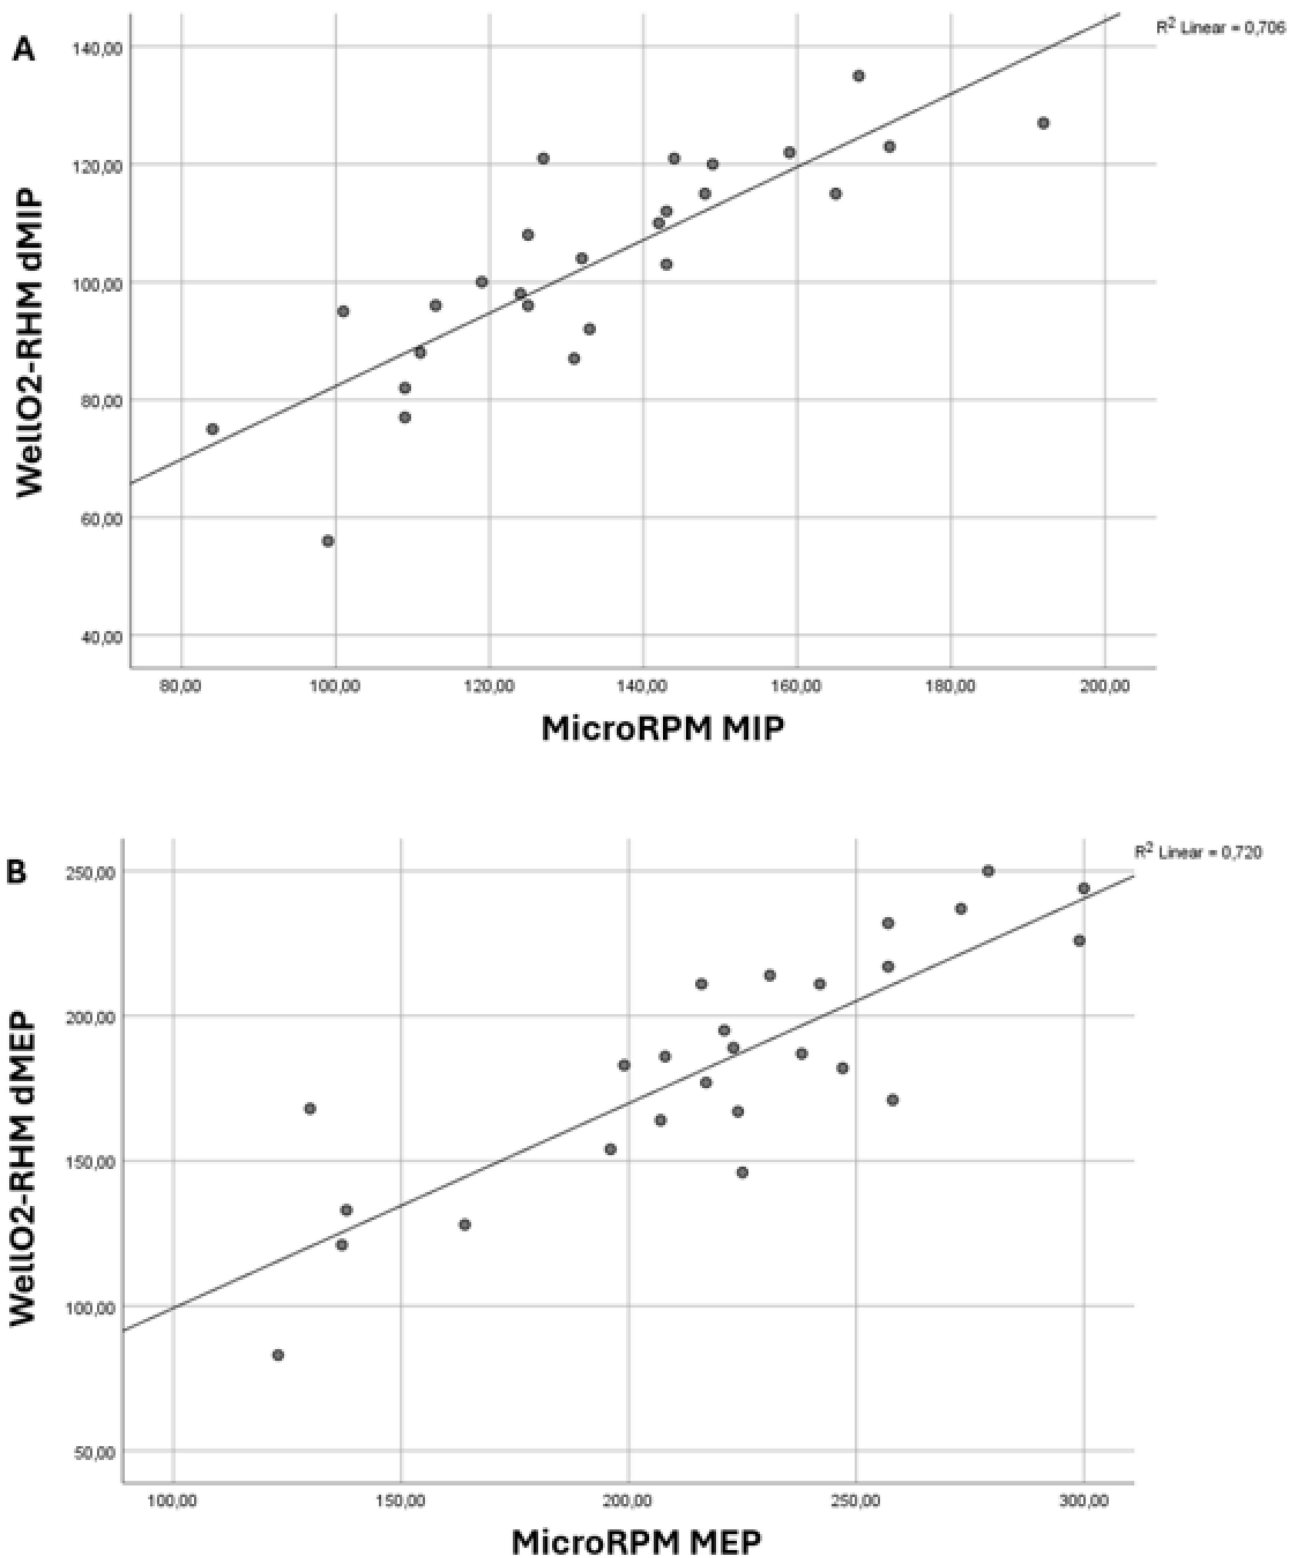 A
R² Linear = 0,706
140,00
120,00
100,00
80,00
60,00
40,00
WellO2-RHM dMIP
80,00 100,00 120,00 140,00 160,00 180,00 200,00
MicroRPM MIP
B
R² Linear = 0,720
250,00
200,00
150,00
100,00
50,00
WellO2-RHM dMEP
100,00 150,00 200,00 250,00 300,00
MicroRPM MEP